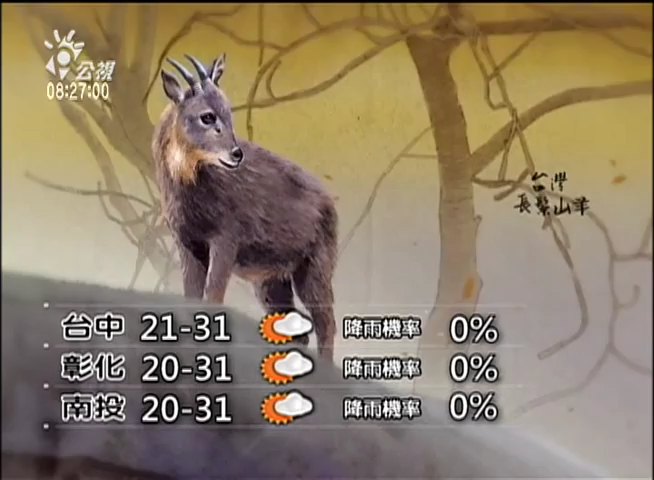 公視
08:27:00
台灣
長鬃山羊
台中 21-31 降雨機率 0%
彰化 20-31 降雨機率 0%
南投 20-31 降雨機率 0%